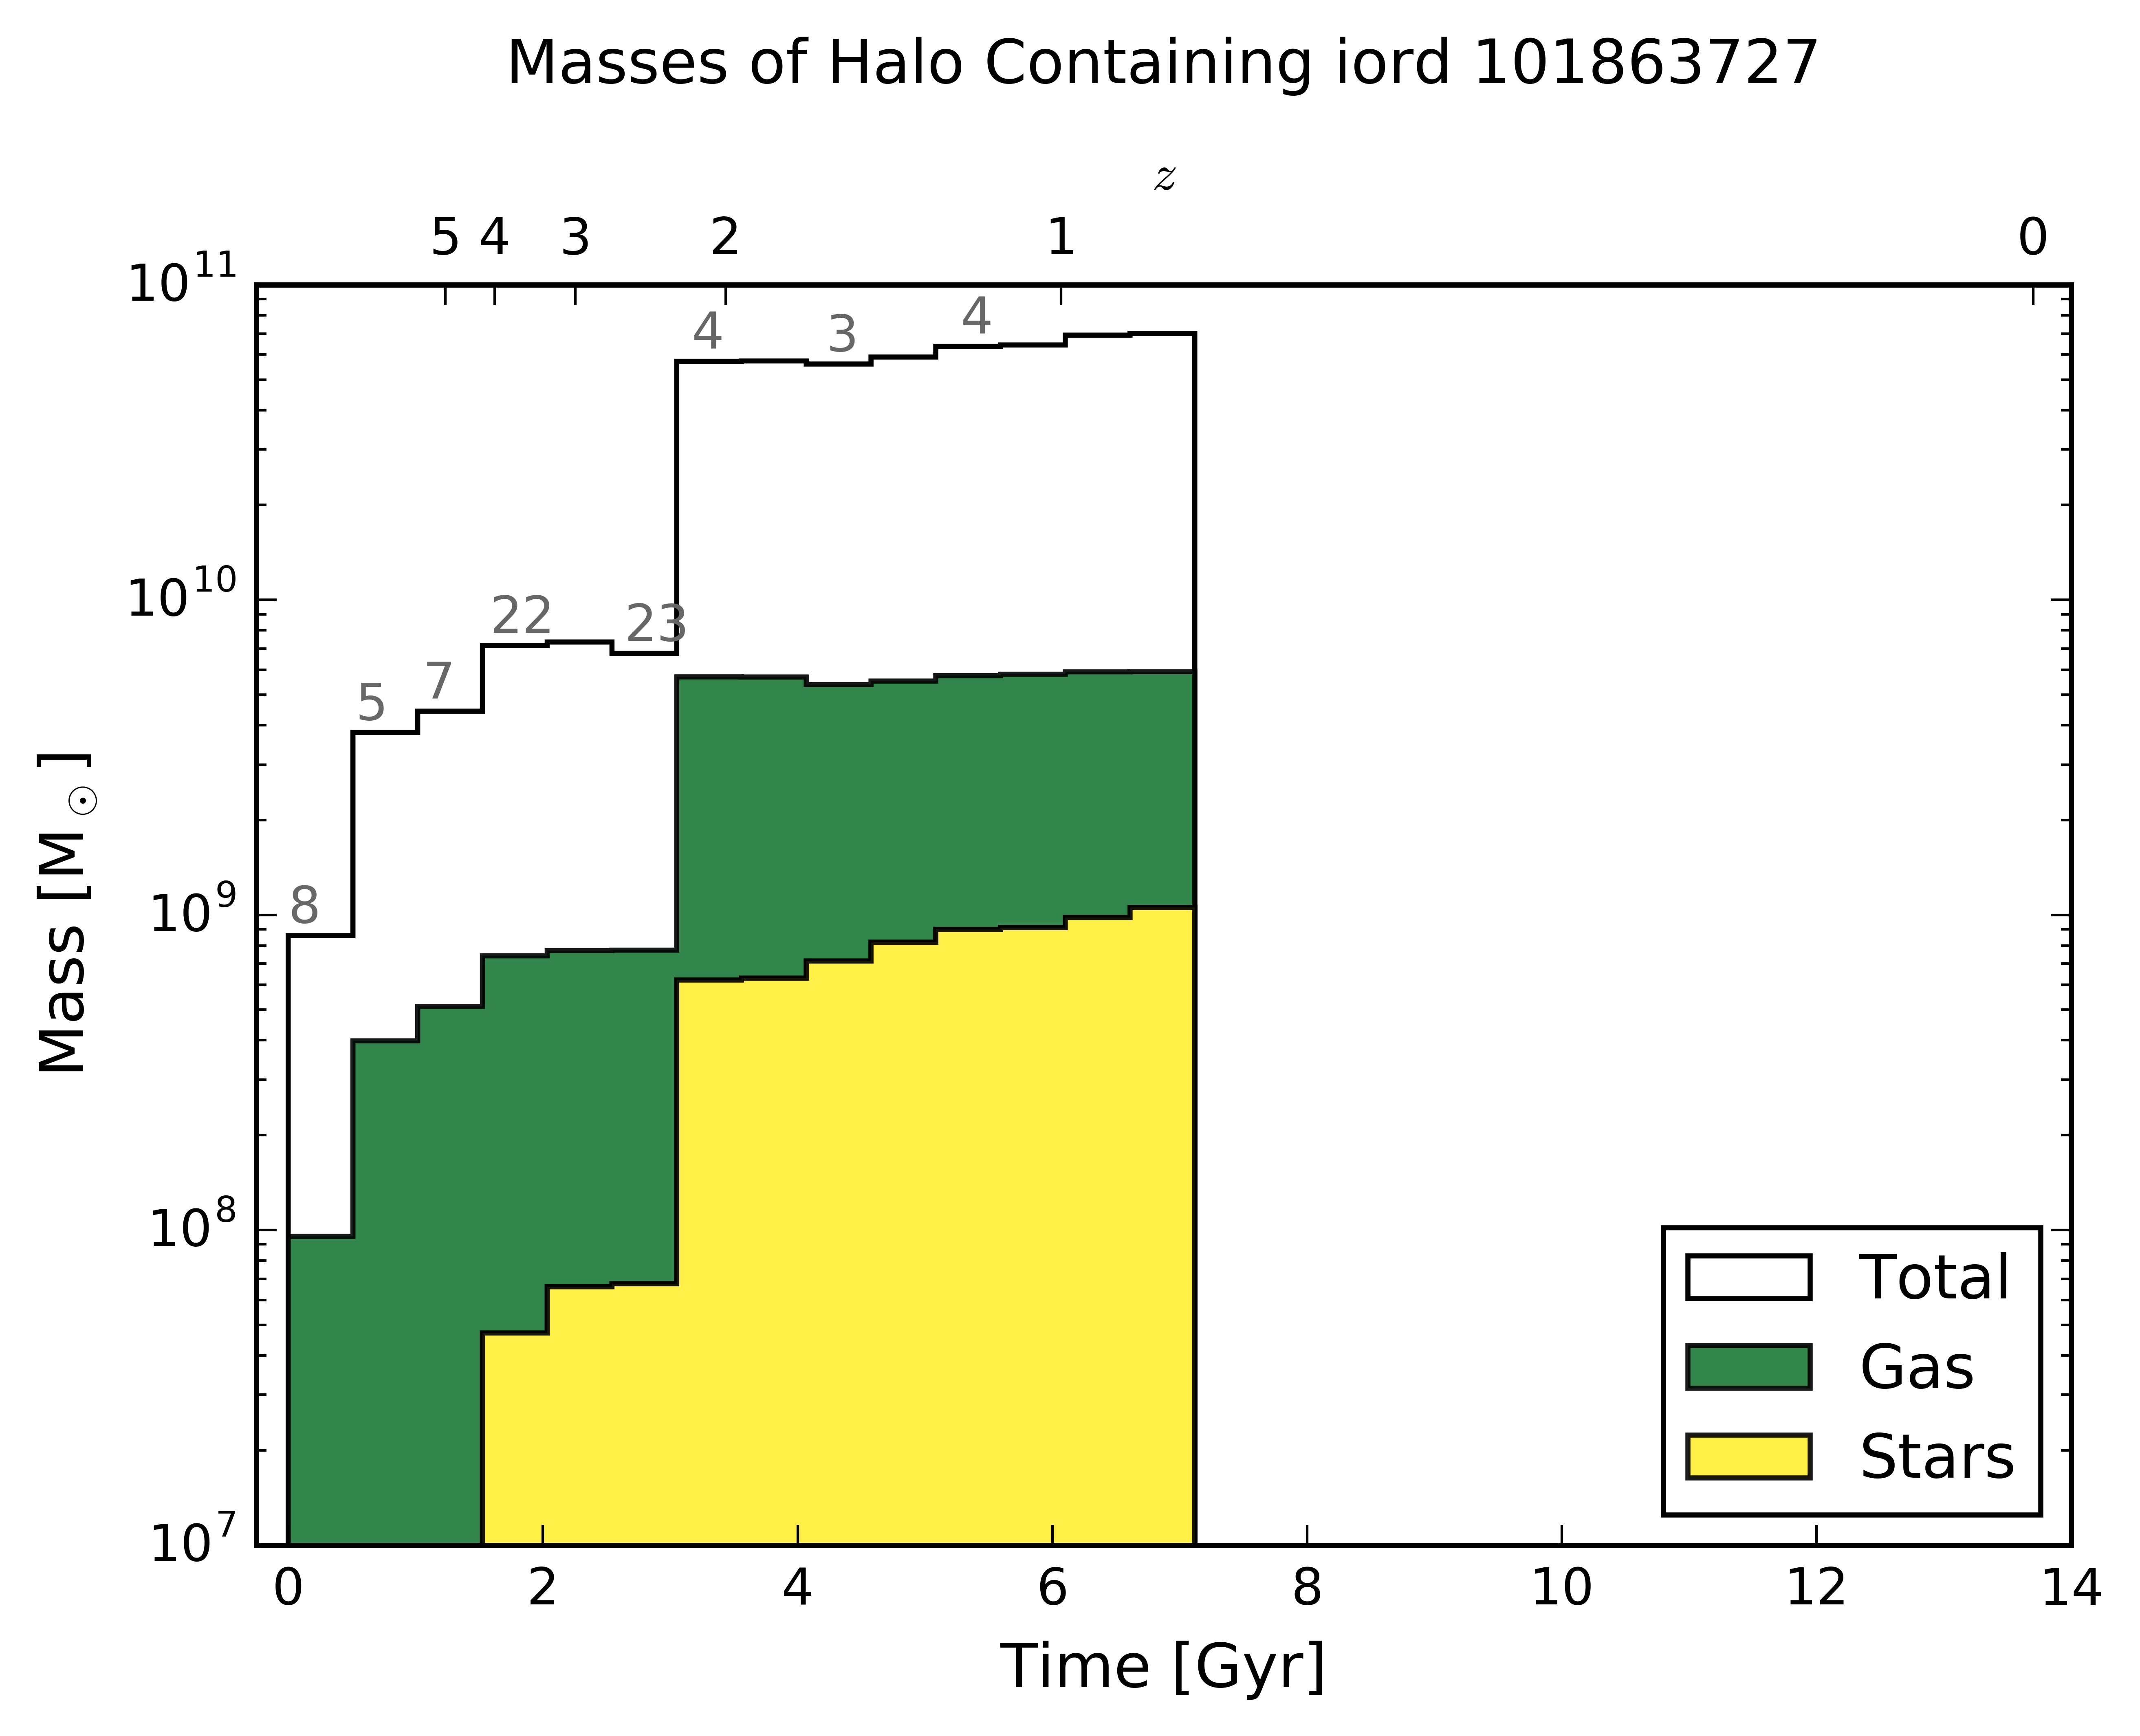 Masses of Halo Containing iord 101863727
z
5 4 3 2 1 0
10^11
4 3 4
10^10
22 23
7
5
10^9
8
10^8
10^7
Mass [M☉]
Total
Gas
Stars
0 2 4 6 8 10 12 14
Time [Gyr]